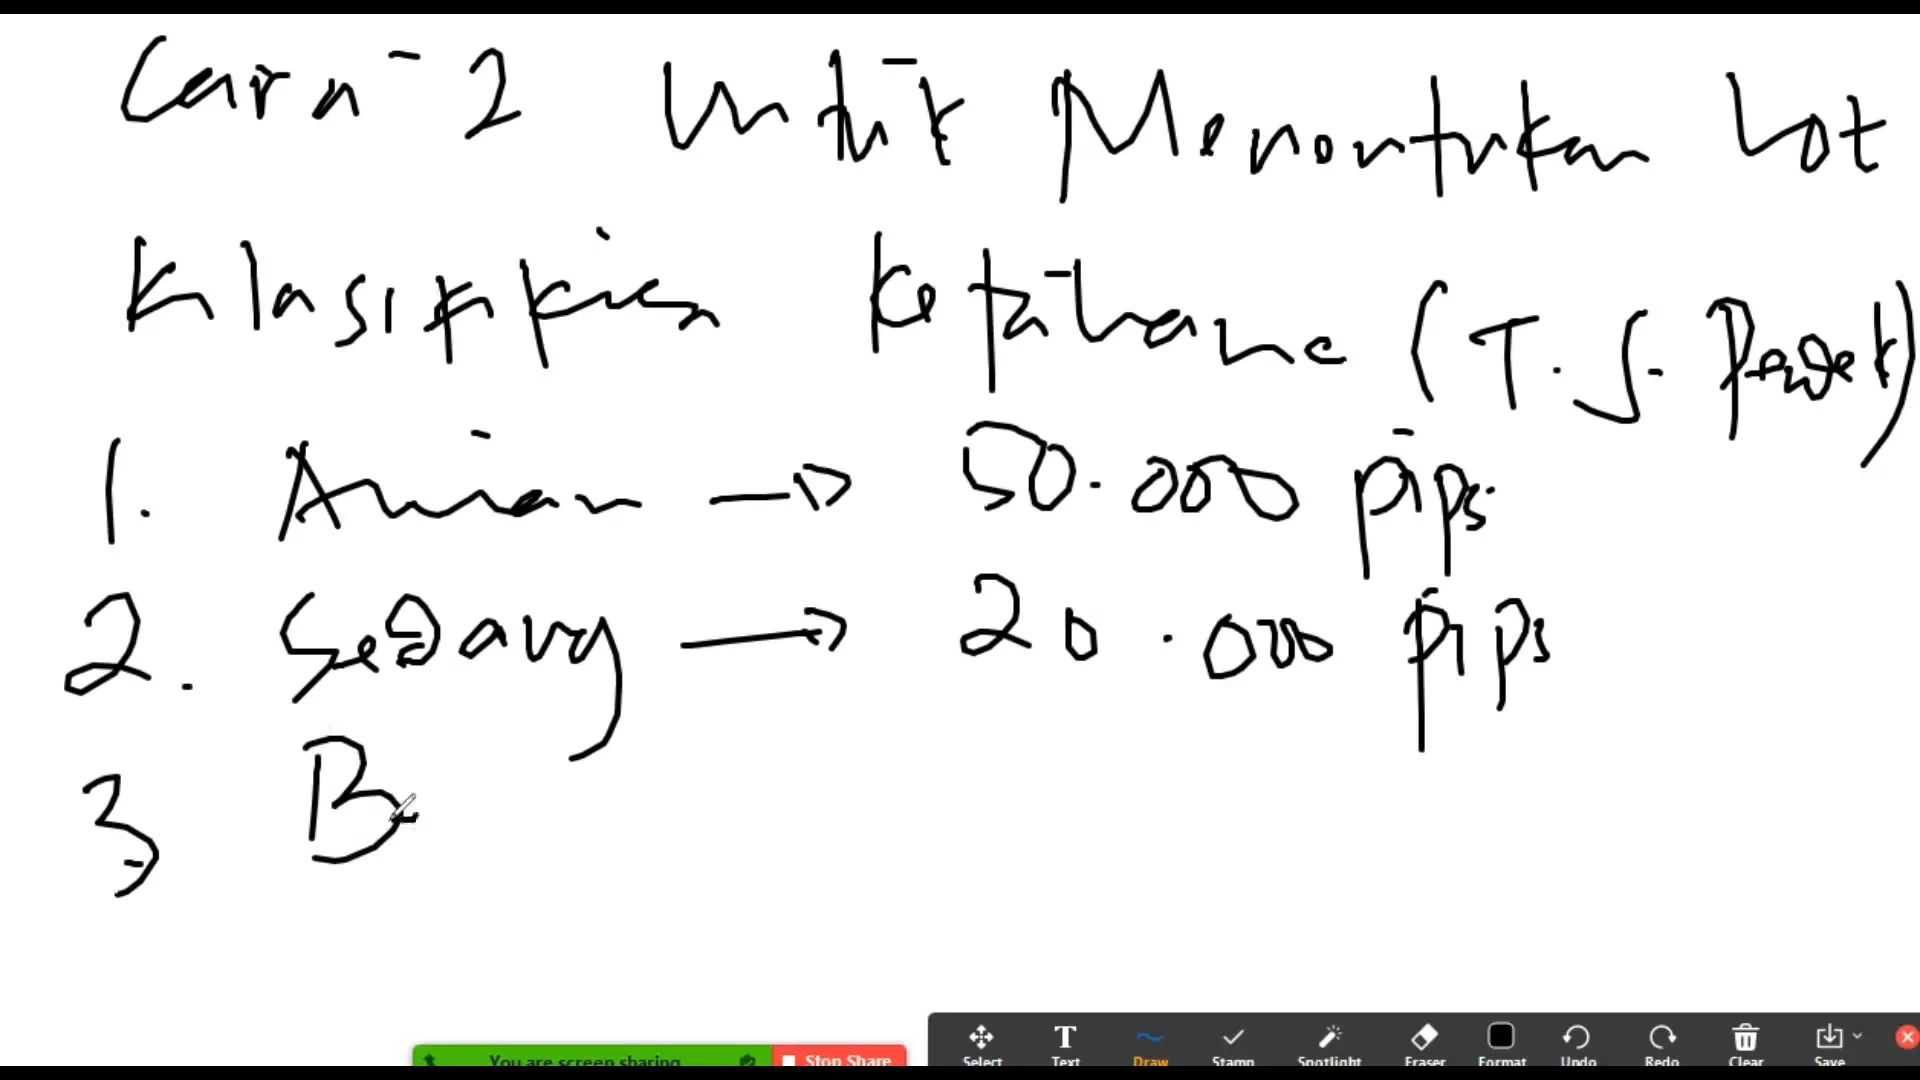 Cara-2 Untuk Menentukan Lot
Klasifikasi Ketahanan (T. S. Pendek)
1. Aman → 50.000 pips.
2. Sedang → 20.000 pips
3 B
You are screen sharing Stop Share
Select Text Draw Stamp Spotlight Eraser Format Undo Redo Clear Save